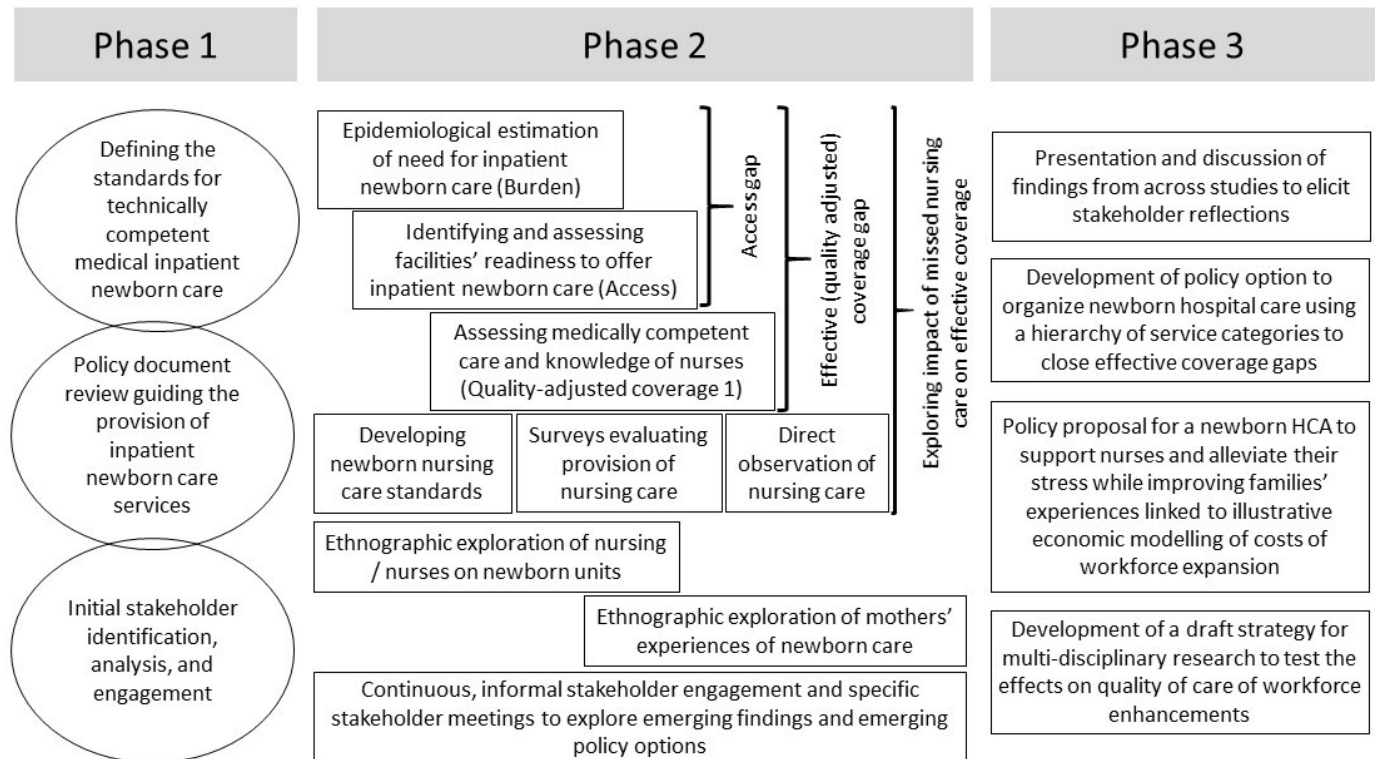 Phase 1
Defining the
standards for
technically
competent
medical inpatient
newborn care
Policy document
review guiding the
provision of
inpatient
newborn care
services
Initial stakeholder
identification,
analysis, and
engagement
Phase 2
Epidemiological estimation
of need for inpatient
newborn care (Burden)
Identifying and assessing
facilities’ readiness to offer
inpatient newborn care (Access)
Assessing medically competent
care and knowledge of nurses
(Quality-adjusted coverage 1)
Access gap
Effective (quality adjusted)
coverage gap
Exploring impact of missed nursing
care on effective coverage
Developing
newborn nursing
care standards
Surveys evaluating
provision of
nursing care
Direct
observation of
nursing care
Ethnographic exploration of nursing
/ nurses on newborn units
Ethnographic exploration of mothers’
experiences of newborn care
Continuous, informal stakeholder engagement and specific
stakeholder meetings to explore emerging findings and emerging
policy options
Phase 3
Presentation and discussion of
findings from across studies to elicit
stakeholder reflections
Development of policy option to
organize newborn hospital care using
a hierarchy of service categories to
close effective coverage gaps
Policy proposal for a newborn HCA to
support nurses and alleviate their
stress while improving families’
experiences linked to illustrative
economic modelling of costs of
workforce expansion
Development of a draft strategy for
multi-disciplinary research to test the
effects on quality of care of workforce
enhancements